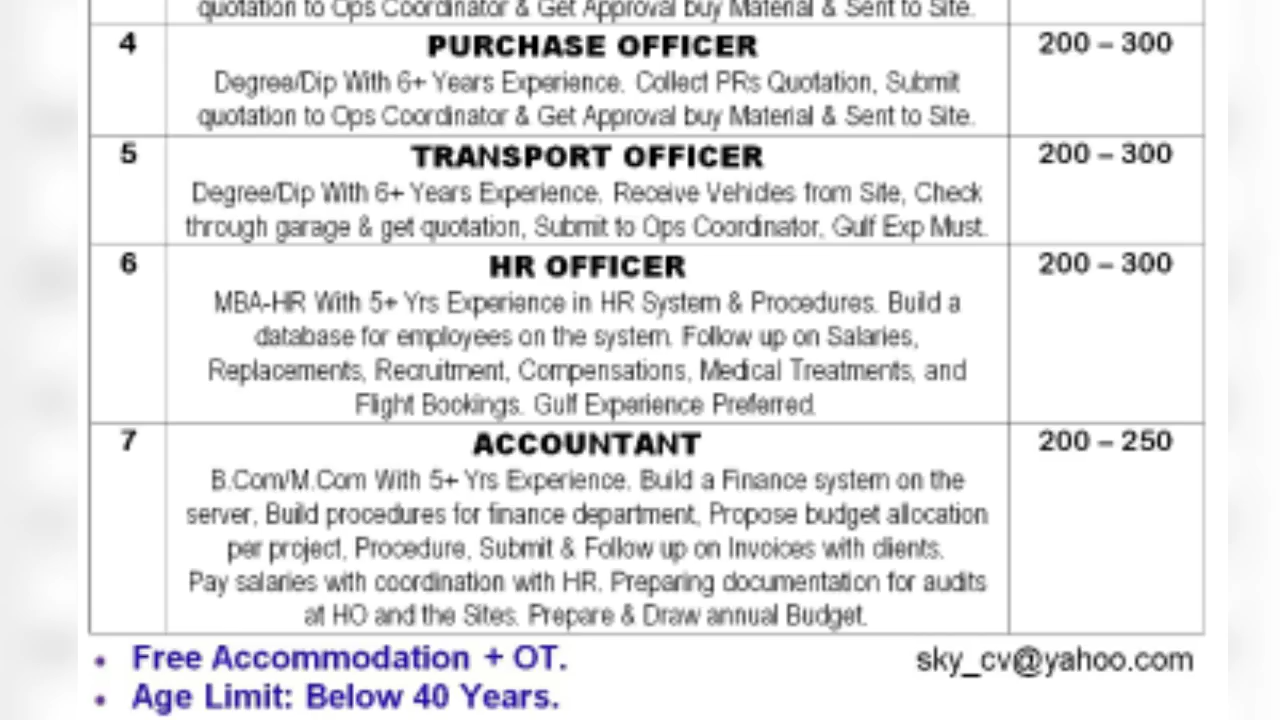 quotation to Ops Coordinator & Get Approval buy Material & Sent to Site.
4 PURCHASE OFFICER 200 – 300
Degree/Dip With 6+ Years Experience. Collect PRs Quotation, Submit
quotation to Ops Coordinator & Get Approval buy Material & Sent to Site.
5 TRANSPORT OFFICER 200 – 300
Degree/Dip With 6+ Years Experience. Receive Vehicles from Site, Check
through garage & get quotation, Submit to Ops Coordinator, Gulf Exp Must.
6 HR OFFICER 200 – 300
MBA-HR With 5+ Yrs Experience in HR System & Procedures. Build a
database for employees on the system. Follow up on Salaries,
Replacements, Recruitment, Compensations, Medical Treatments, and
Flight Bookings. Gulf Experience Preferred.
7 ACCOUNTANT 200 – 250
B.Com/M.Com With 5+ Yrs Experience. Build a Finance system on the
server, Build procedures for finance department, Propose budget allocation
per project, Procedure, Submit & Follow up on Invoices with clients.
Pay salaries with coordination with HR. Preparing documentation for audits
at HO and the Sites. Prepare & Draw annual Budget.
• Free Accommodation + OT. sky_cv@yahoo.com
• Age Limit: Below 40 Years.